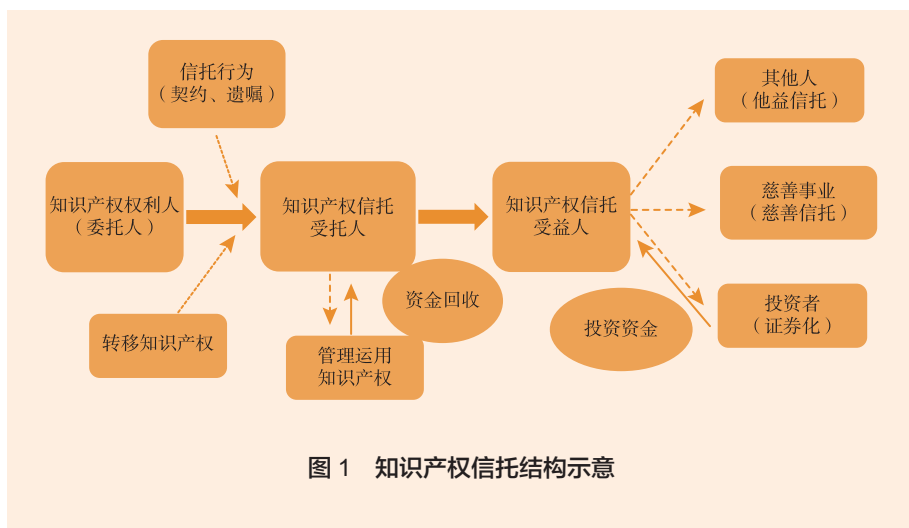 信托行为
（契约、遗嘱）
其他人
（他益信托）
知识产权权利人
（委托人）
知识产权信托
受托人
知识产权信托
受益人
慈善事业
（慈善信托）
资金回收
投资资金
投资者
（证券化）
转移知识产权
管理运用
知识产权
图 1 知识产权信托结构示意